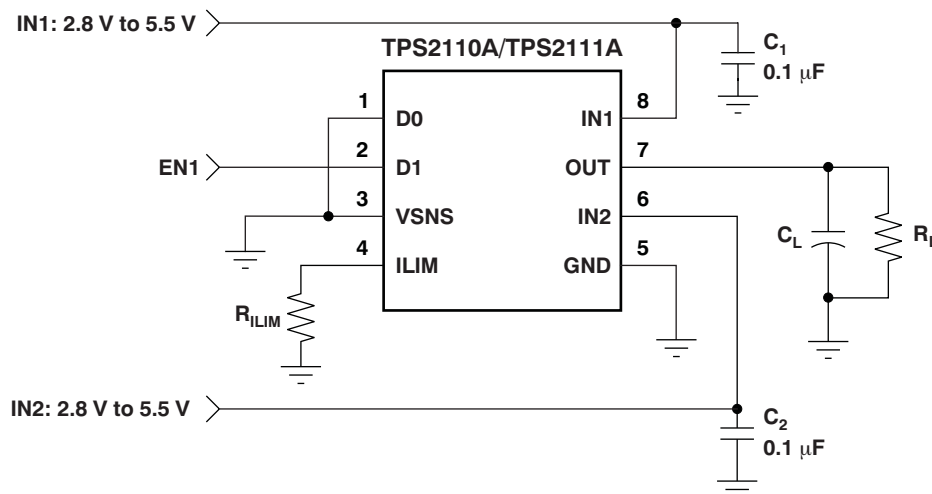 IN1: 2.8 V to 5.5 V
TPS2110A/TPS2111A
C1
0.1 μF
1
D0
IN1
8
EN1
2
D1
OUT
7
3
VSNS
IN2
6
CL
4
ILIM
GND
5
RILIM
IN2: 2.8 V to 5.5 V
C2
0.1 μF